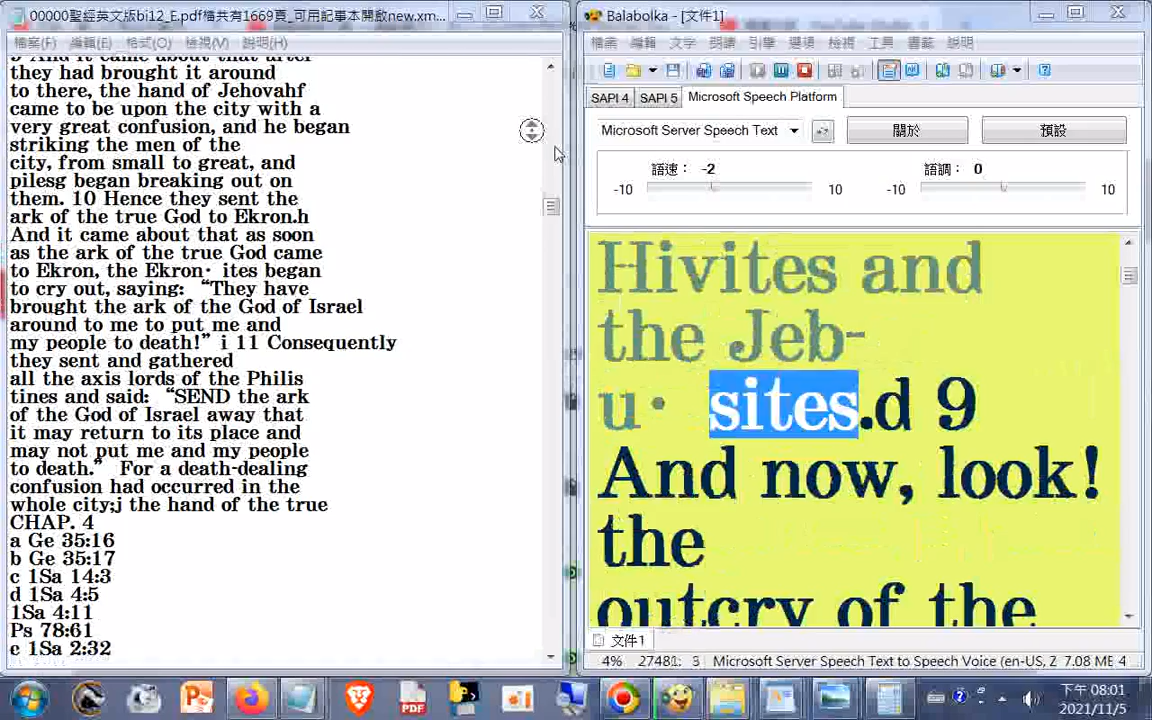 00000聖經英文版bi12_E.pdf檔共有1669頁_可用記事本開啟new.xm...
檔案(F) 編輯(E) 格式(O) 檢視(V) 說明(H)
9 And it came about that after
they had brought it around
to there, the hand of Jehovahf
came to be upon the city with a
very great confusion, and he began
striking the men of the
city, from small to great, and
pilesg began breaking out on
them. 10 Hence they sent the
ark of the true God to Ekron.h
And it came about that as soon
as the ark of the true God came
to Ekron, the Ekron· ites began
to cry out, saying: “They have
brought the ark of the God of Israel
around to me to put me and
my people to death!” i 11 Consequently
they sent and gathered
all the axis lords of the Philis
tines and said: “SEND the ark
of the God of Israel away that
it may return to its place and
may not put me and my people
to death.” For a death-dealing
confusion had occurred in the
whole city;j the hand of the true
CHAP. 4
a Ge 35:16
b Ge 35:17
c 1Sa 14:3
d 1Sa 4:5
1Sa 4:11
Ps 78:61
e 1Sa 2:32
Balabolka - [文件1]
檔案 編輯 文字 朗讀 引擎 選項 檢視 工具 書籤 說明
SAPI 4 SAPI 5 Microsoft Speech Platform
Microsoft Server Speech Text 關於 預設
語速： -2 語調： 0
-10 10 -10 10
Hivites and
the Jeb-
u· sites.d 9
And now, look!
the
outcry of the
文件1
4% 27481: 3 Microsoft Server Speech Text to Speech Voice (en-US, Z 7.08 MB 4
PDF
下午 08:01
2021/11/5